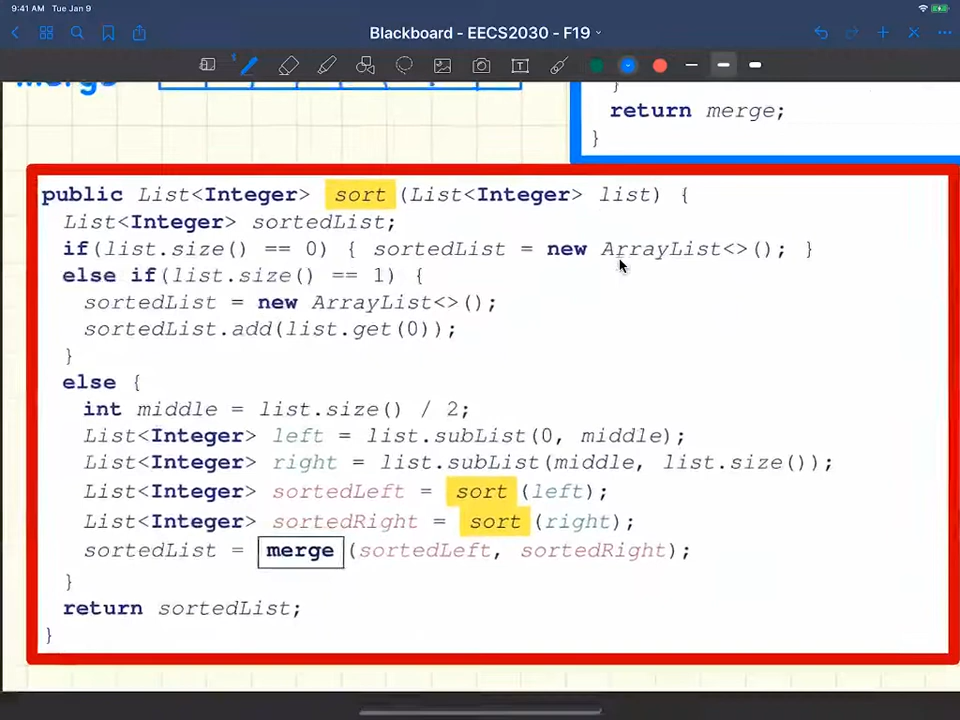 9:41 AM Tue Jan 9
Blackboard - EECS2030 - F19
merge
}
return merge;
}
public List<Integer> sort (List<Integer> list) {
List<Integer> sortedList;
if(list.size() == 0) { sortedList = new ArrayList<>(); }
else if(list.size() == 1) {
sortedList = new ArrayList<>();
sortedList.add(list.get(0));
}
else {
int middle = list.size() / 2;
List<Integer> left = list.subList(0, middle);
List<Integer> right = list.subList(middle, list.size());
List<Integer> sortedLeft = sort (left);
List<Integer> sortedRight = sort (right);
sortedList = merge (sortedLeft, sortedRight);
}
return sortedList;
}